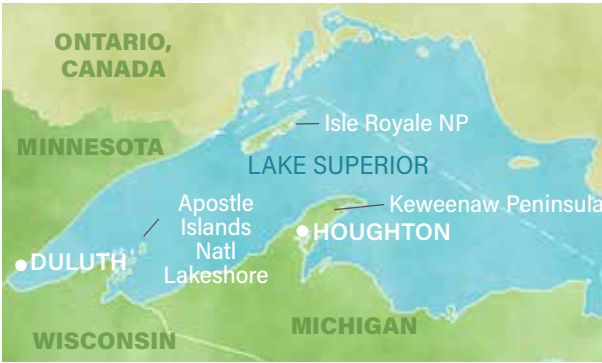 ONTARIO,
CANADA
Isle Royale NP
MINNESOTA
LAKE SUPERIOR
Apostle
Islands
Natl
Lakeshore
Keweenaw Peninsula
HOUGHTON
DULUTH
MICHIGAN
WISCONSIN